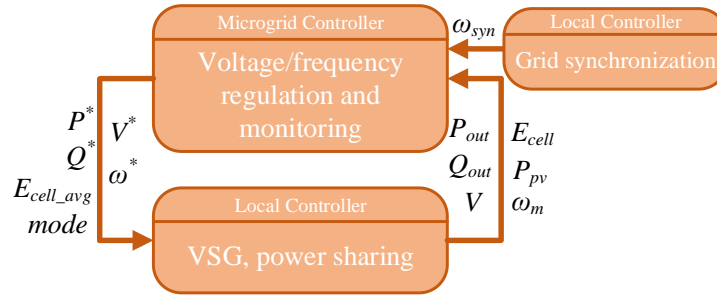 Microgrid Controller
Voltage/frequency
regulation and
monitoring
ω_syn
Local Controller
Grid synchronization
P*
Q*
E_cell_avg
mode
V*
ω*
P_out
Q_out
V
E_cell
P_pv
ω_m
Local Controller
VSG, power sharing